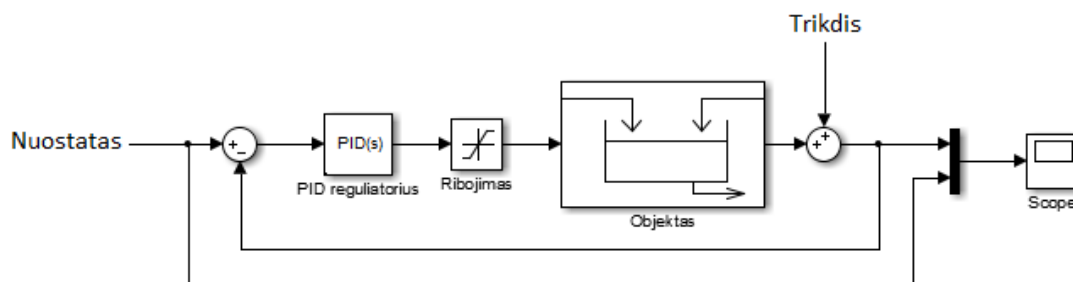 Trikdis
Nuostatas
PID(s)
PID reguliatorius
Ribojimas
Objektas
Scope